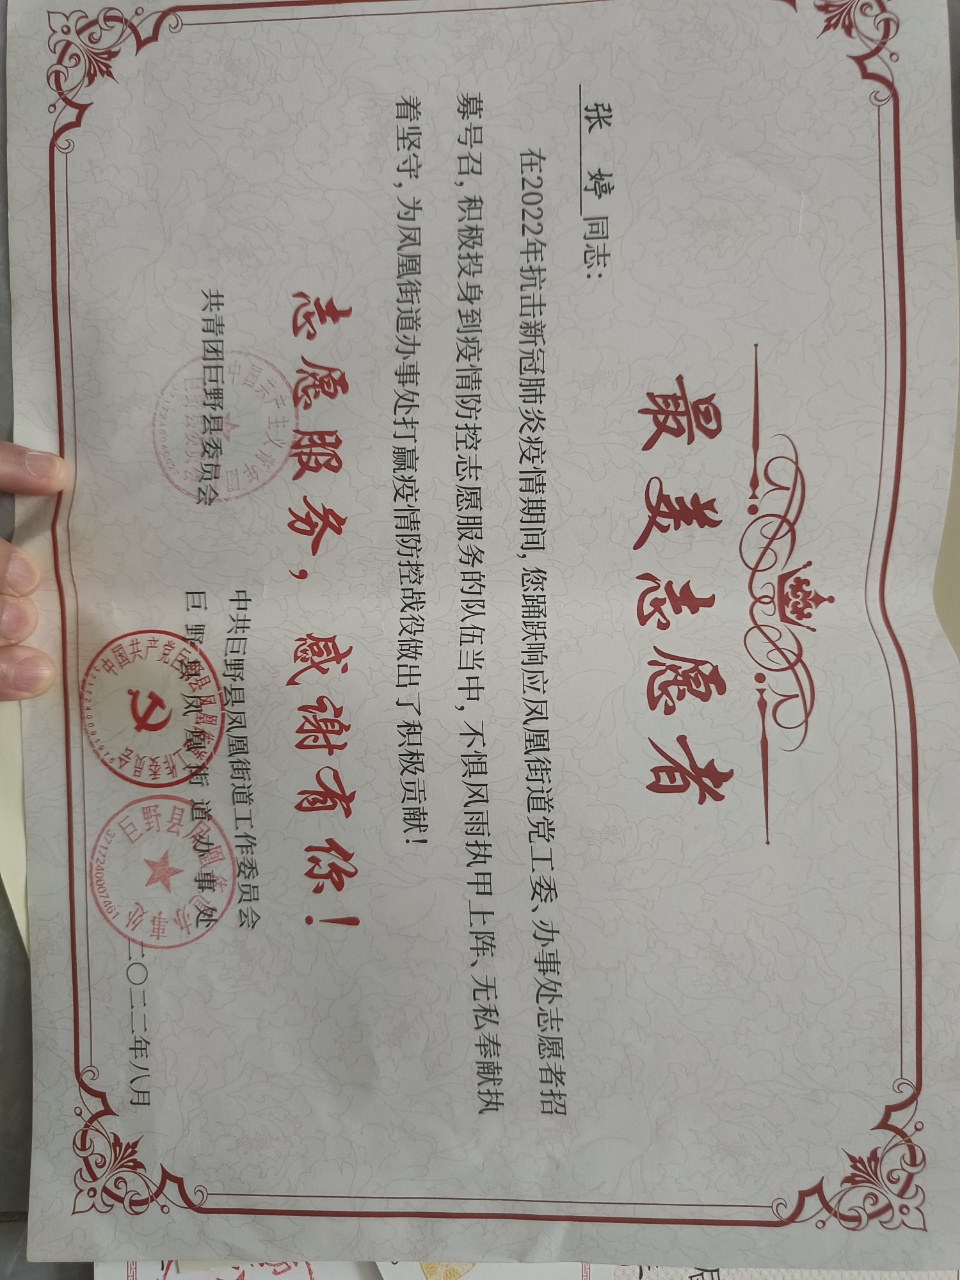 最美志愿者
张 婷 同志：
在2022年抗击新冠肺炎疫情期间，您踊跃响应凤凰街道党工委、办事处志愿者招
募号召，积极投身到疫情防控志愿服务的队伍当中，不惧风雨执甲上阵、无私奉献执
着坚守，为凤凰街道办事处打赢疫情防控战役做出了积极贡献！
志愿服务，感谢有你！
共青团巨野县委员会
中共巨野县凤凰街道工作委员会
巨野县凤凰街道办事处
二〇二二年八月
3717240007461